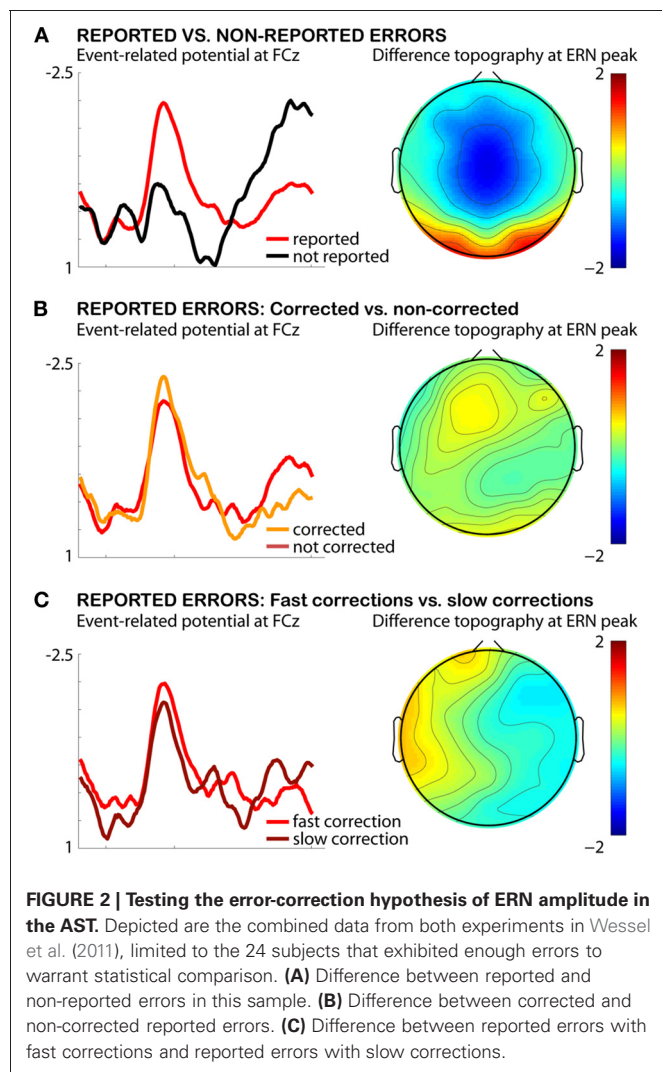 A REPORTED VS. NON-REPORTED ERRORS
Event-related potential at FCz
Difference topography at ERN peak
-2.5
1
reported
not reported
2
−2
B REPORTED ERRORS: Corrected vs. non-corrected
Event-related potential at FCz
Difference topography at ERN peak
-2.5
1
corrected
not corrected
2
−2
C REPORTED ERRORS: Fast corrections vs. slow corrections
Event-related potential at FCz
Difference topography at ERN peak
-2.5
1
fast correction
slow correction
2
−2
FIGURE 2 | Testing the error-correction hypothesis of ERN amplitude in
the AST. Depicted are the combined data from both experiments in Wessel
et al. (2011), limited to the 24 subjects that exhibited enough errors to
warrant statistical comparison. (A) Difference between reported and
non-reported errors in this sample. (B) Difference between corrected and
non-corrected reported errors. (C) Difference between reported errors with
fast corrections and reported errors with slow corrections.